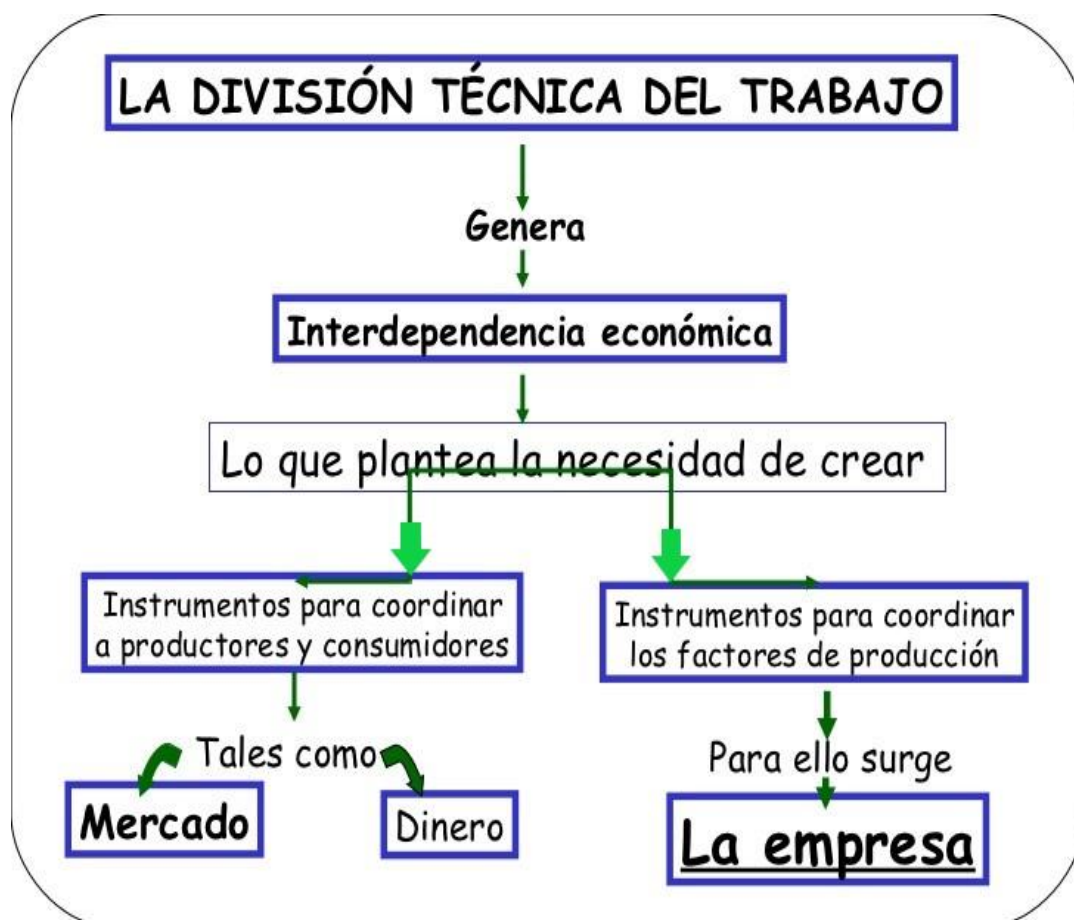 LA DIVISIÓN TÉCNICA DEL TRABAJO
Genera
Interdependencia económica
Lo que plantea la necesidad de crear
Instrumentos para coordinar
a productores y consumidores
Instrumentos para coordinar
los factores de producción
Tales como
Para ello surge
Mercado
Dinero
La empresa